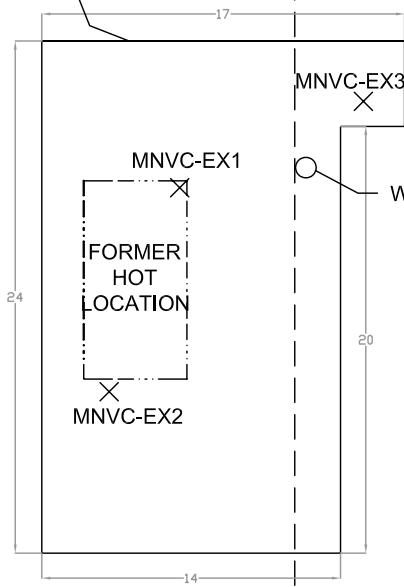 17
MNVC-EX3
MNVC-EX1
W
FORMER
HOT
LOCATION
24
20
MNVC-EX2
14